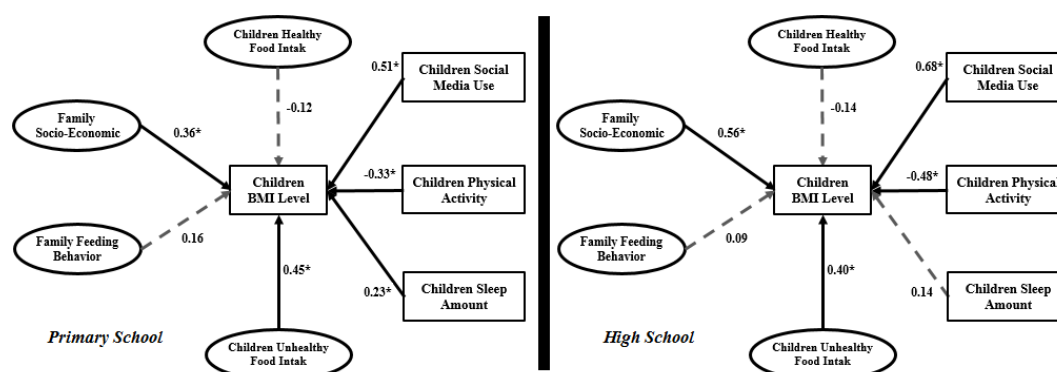 Children Healthy
Food Intak
0.51*
Children Social
Media Use
-0.12
Family
Socio-Economic
0.36*
Children
BMI Level
-0.33*
Children Physical
Activity
Family Feeding
Behavior
0.16
0.45*
0.23*
Children Sleep
Amount
Primary School
Children Unhealthy
Food Intak
Children Healthy
Food Intak
0.68*
Children Social
Media Use
-0.14
Family
Socio-Economic
0.56*
Children
BMI Level
-0.48*
Children Physical
Activity
Family Feeding
Behavior
0.09
0.40*
0.14
Children Sleep
Amount
High School
Children Unhealthy
Food Intak